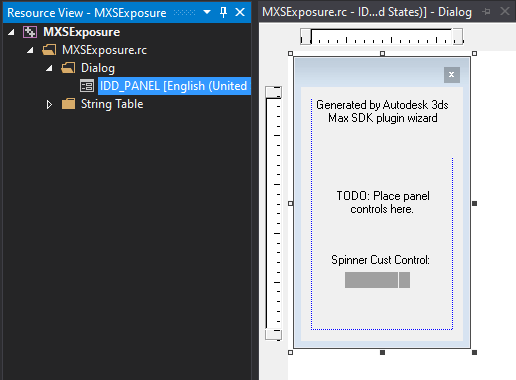 Resource View - MXSExposure
MXSExposure
MXSExposure.rc
Dialog
IDD_PANEL [English (United
String Table
MXSExposure.rc - ID...d States)] - Dialog
Generated by Autodesk 3ds
Max SDK plugin wizard
TODO: Place panel
controls here.
Spinner Cust Control: